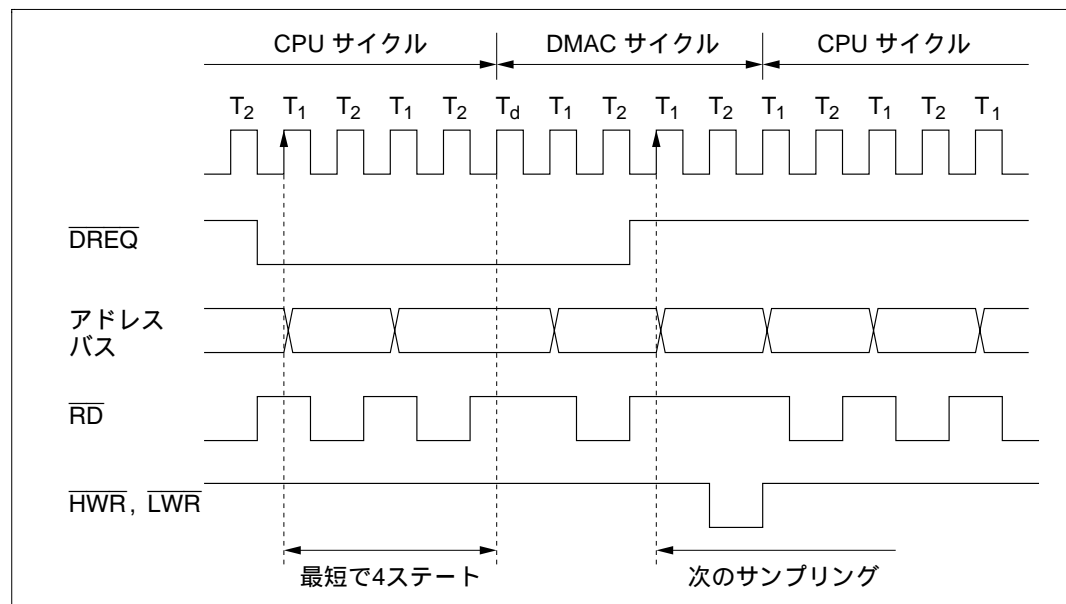 CPU サイクル DMAC サイクル CPU サイクル
T2 T1 T2 T1 T2 Td T1 T2 T1 T2 T1 T2 T1 T2 T1
DREQ
アドレス
バス
RD
HWR, LWR
最短で4ステート 次のサンプリング